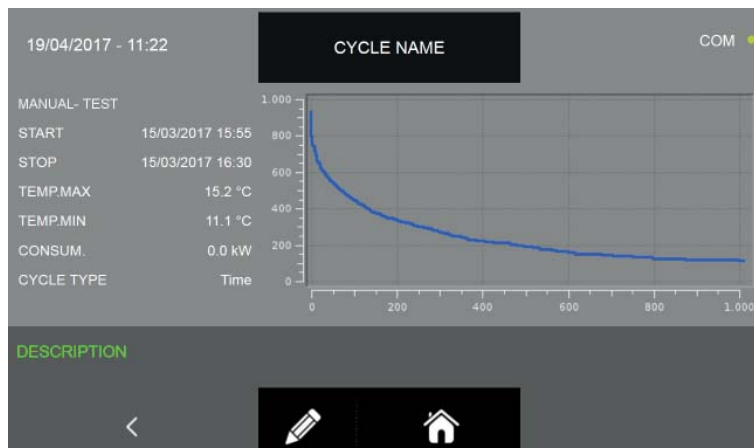 19/04/2017 - 11:22
CYCLE NAME
COM
MANUAL- TEST
START 15/03/2017 15:55
STOP 15/03/2017 16:30
TEMP.MAX 15.2 °C
TEMP.MIN 11.1 °C
CONSUM. 0.0 kW
CYCLE TYPE Time
1.000
800
600
400
200
0
0 200 400 600 800 1.000
DESCRIPTION